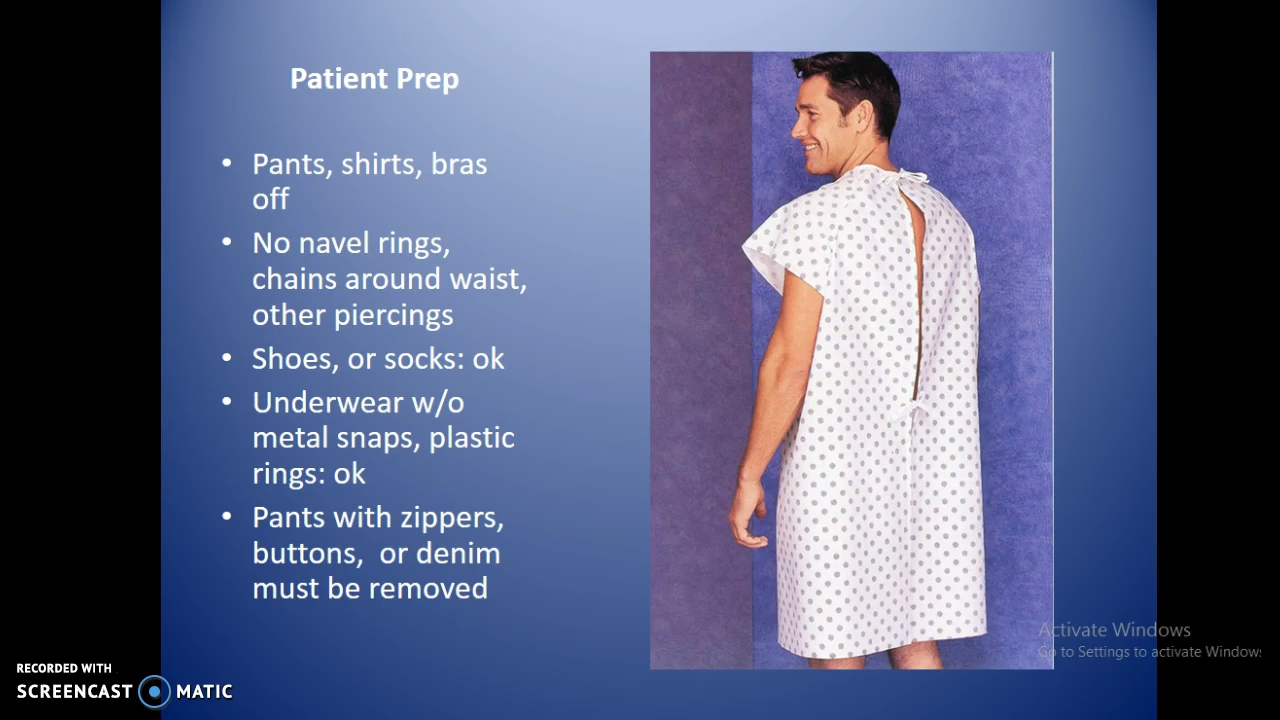 Patient Prep
• Pants, shirts, bras
off
• No navel rings,
chains around waist,
other piercings
• Shoes, or socks: ok
• Underwear w/o
metal snaps, plastic
rings: ok
• Pants with zippers,
buttons,  or denim
must be removed
Activate Windows
Go to Settings to activate Windows
RECORDED WITH
SCREENCAST MATIC